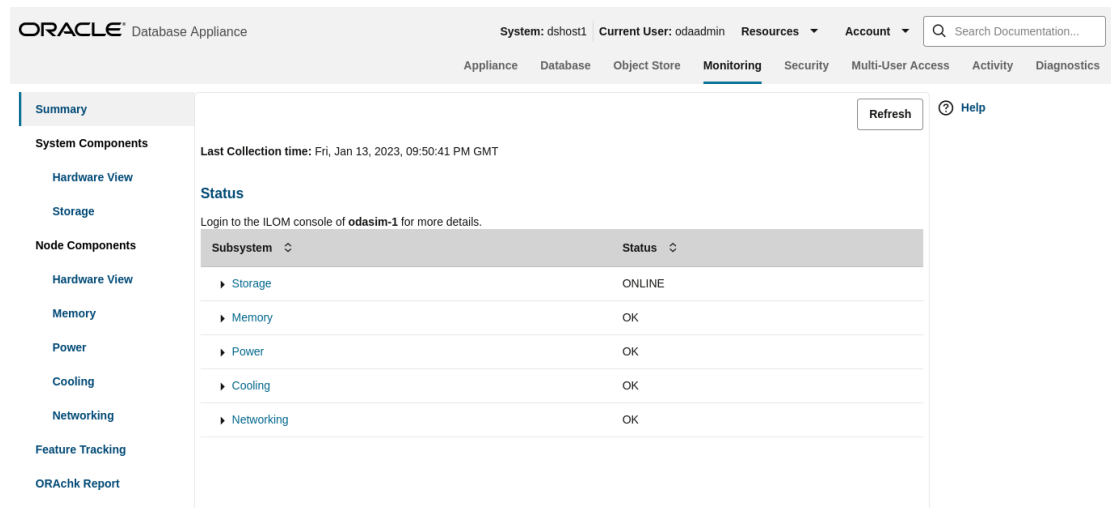 ORACLE Database Appliance
System: dshost1 Current User: odaadmin Resources Account Search Documentation...
Appliance Database Object Store Monitoring Security Multi-User Access Activity Diagnostics
Summary
System Components
Hardware View
Storage
Node Components
Hardware View
Memory
Power
Cooling
Networking
Feature Tracking
ORAchk Report
Refresh
Last Collection time: Fri, Jan 13, 2023, 09:50:41 PM GMT
Status
Login to the ILOM console of odasim-1 for more details.
Subsystem Status
Storage ONLINE
Memory OK
Power OK
Cooling OK
Networking OK
Help